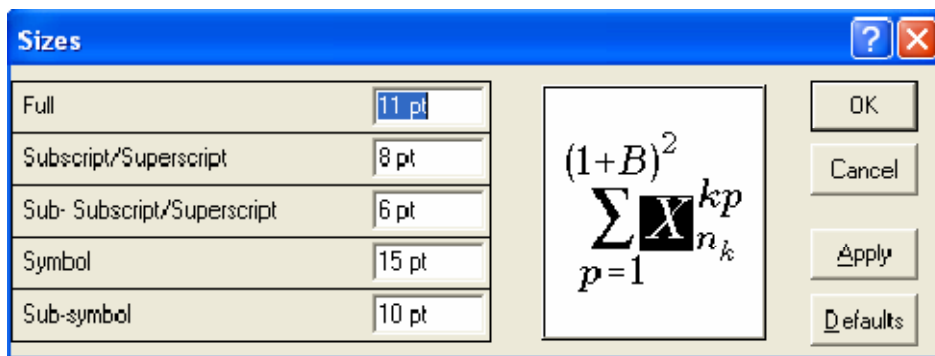 Sizes
Full 11 pt
Subscript/Superscript 8 pt
Sub- Subscript/Superscript 6 pt
Symbol 15 pt
Sub-symbol 10 pt
(1+B)²
∑ X kp
n k
p=1
OK
Cancel
Apply
Defaults